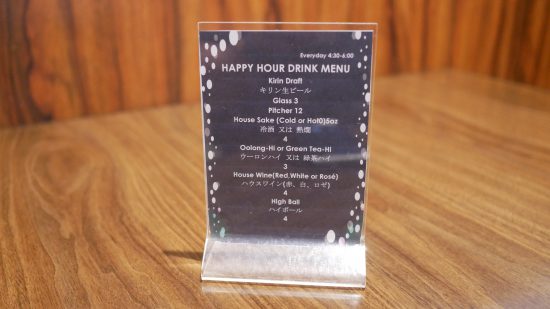 Everyday 4:30-6:00
HAPPY HOUR DRINK MENU
Kirin Draft
キリン生ビール
Glass 3
Pitcher 12
House Sake (Cold or Hot0)5oz
冷酒 又は 熱燗
4
Oolong-Hi or Green Tea-Hi
ウーロンハイ 又は 緑茶ハイ
3
House Wine(Red,White or Rosé)
ハウスワイン(赤、白、ロゼ)
4
High Ball
ハイボール
4